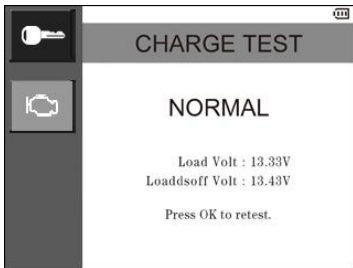 CHARGE TEST
NORMAL
Load Volt : 13.33V
Loaddsoff Volt : 13.43V
Press OK to retest.